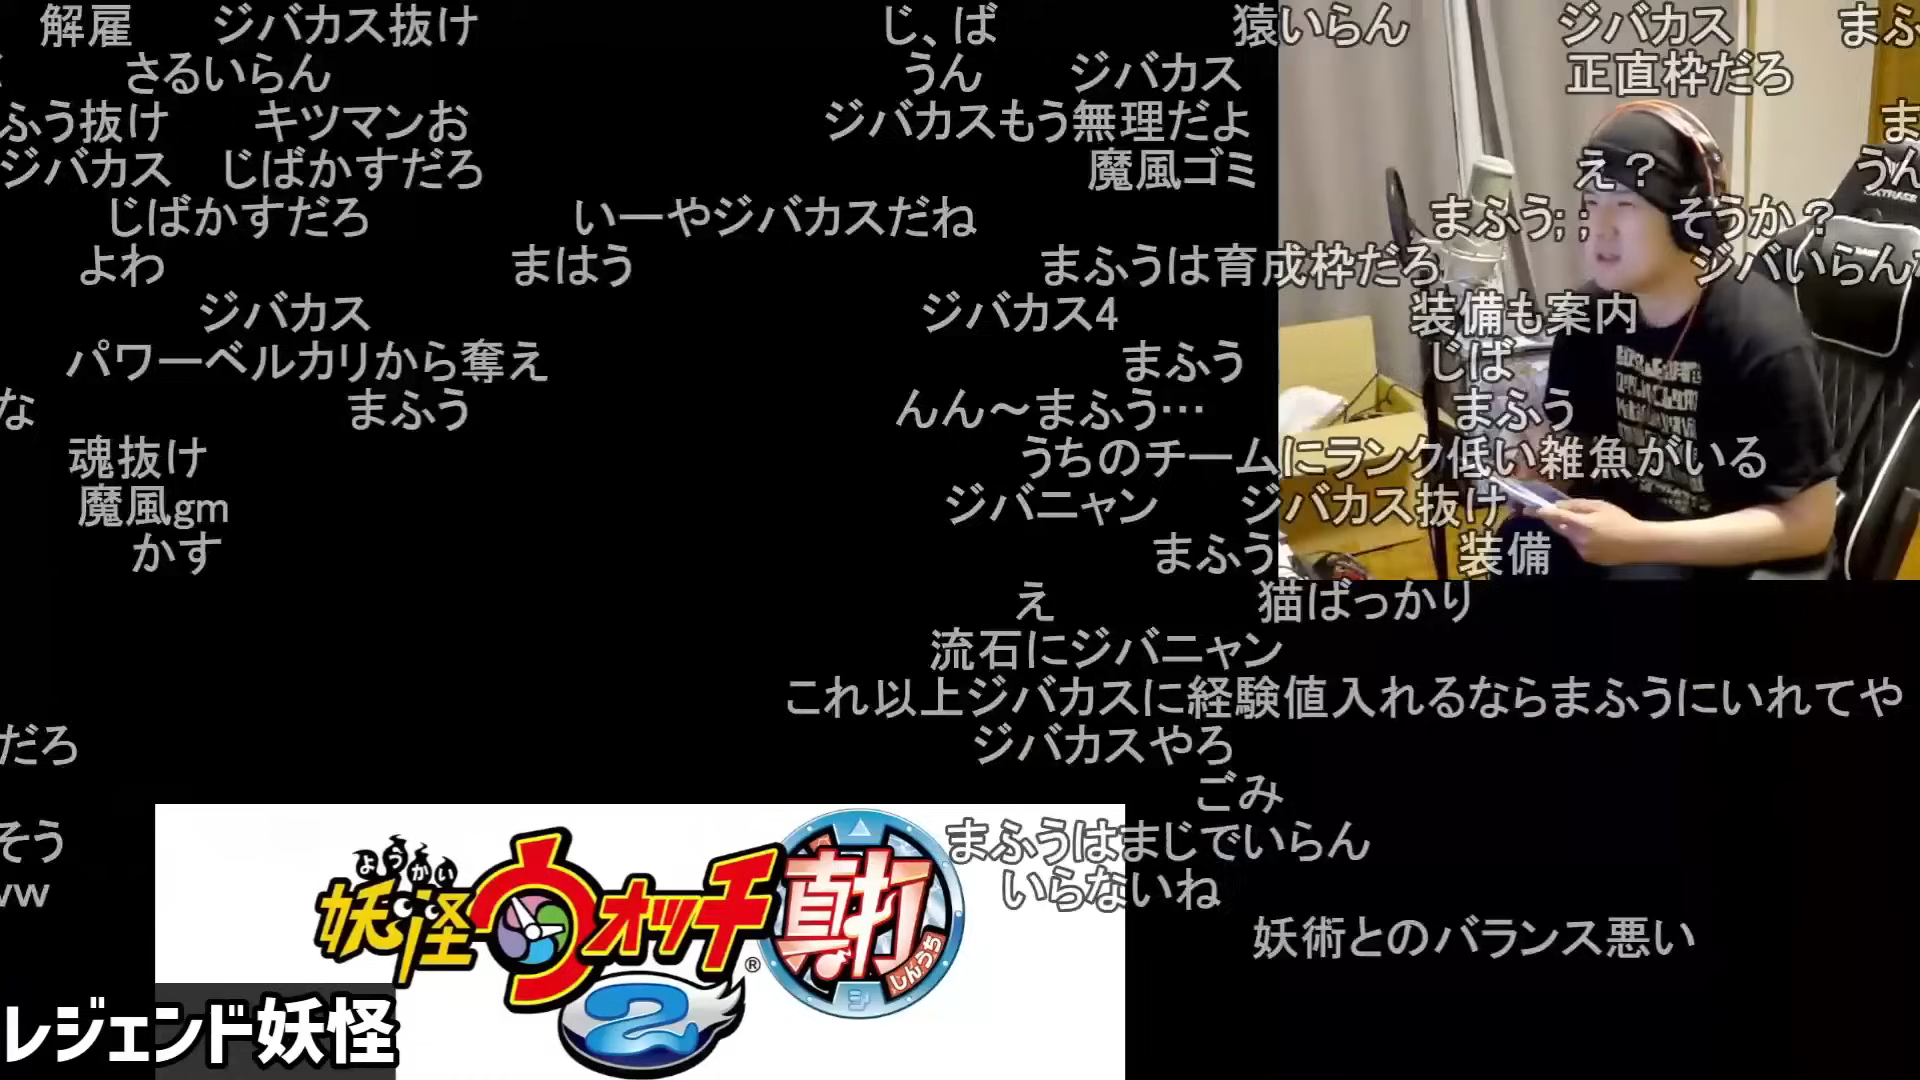 解雇 ジバカス抜け じ、ば 猿いらん ジバカス まふ
さるいらん うん ジバカス 正直枠だろ
ふう抜け キツマンお ジバカスもう無理だよ ま
ジバカス じばかすだろ 魔風ゴミ え？ うん
じばかすだろ いーやジバカスだね まふう;; そうか？
よわ まはう まふうは育成枠だろ ジバいらん
ジバカス ジバカス4 装備も案内
パワーベルカリから奪え まふう じば
な まふう んん～まふう… まふう
魂抜け うちのチームにランク低い雑魚がいる
魔風gm ジバニャン ジバカス抜け
かす まふう 装備
え 猫ばっかり
流石にジバニャン
これ以上ジバカスに経験値入れるならまふうにいれてや
だろ ジバカスやろ
ごみ
そう まふうはまじでいらん
vw いらないね
妖術とのバランス悪い
ようかい
妖怪ウォッチ®
2
真打
しんうち
レジェンド妖怪